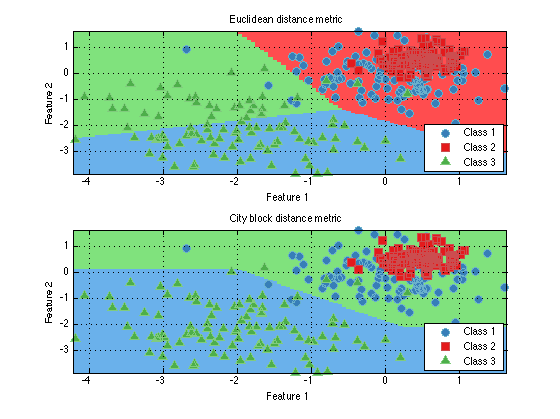 Euclidean distance metric
1
0
-1
-2
-3
Feature 2
-4
-3
-2
-1
0
1
Feature 1
Class 1
Class 2
Class 3
City block distance metric
1
0
-1
-2
-3
Feature 2
-4
-3
-2
-1
0
1
Feature 1
Class 1
Class 2
Class 3